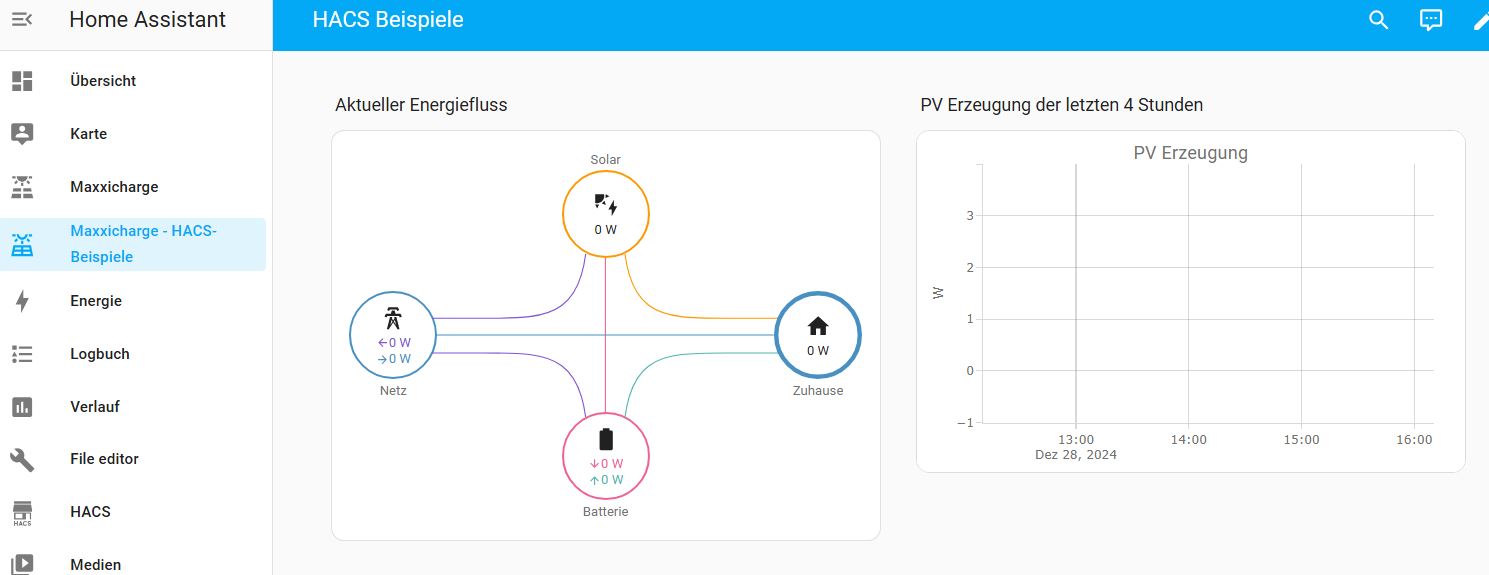 Home Assistant
HACS Beispiele
Übersicht
Karte
Maxxicharge
Maxxicharge - HACS-
Beispiele
Energie
Logbuch
Verlauf
File editor
HACS
HACS
Medien
Aktueller Energiefluss
Solar
0 W
←0 W
→0 W
Netz
0 W
Zuhause
↓0 W
↑0 W
Batterie
PV Erzeugung der letzten 4 Stunden
PV Erzeugung
W
3
2
1
0
−1
13:00 14:00 15:00 16:00
Dez 28, 2024